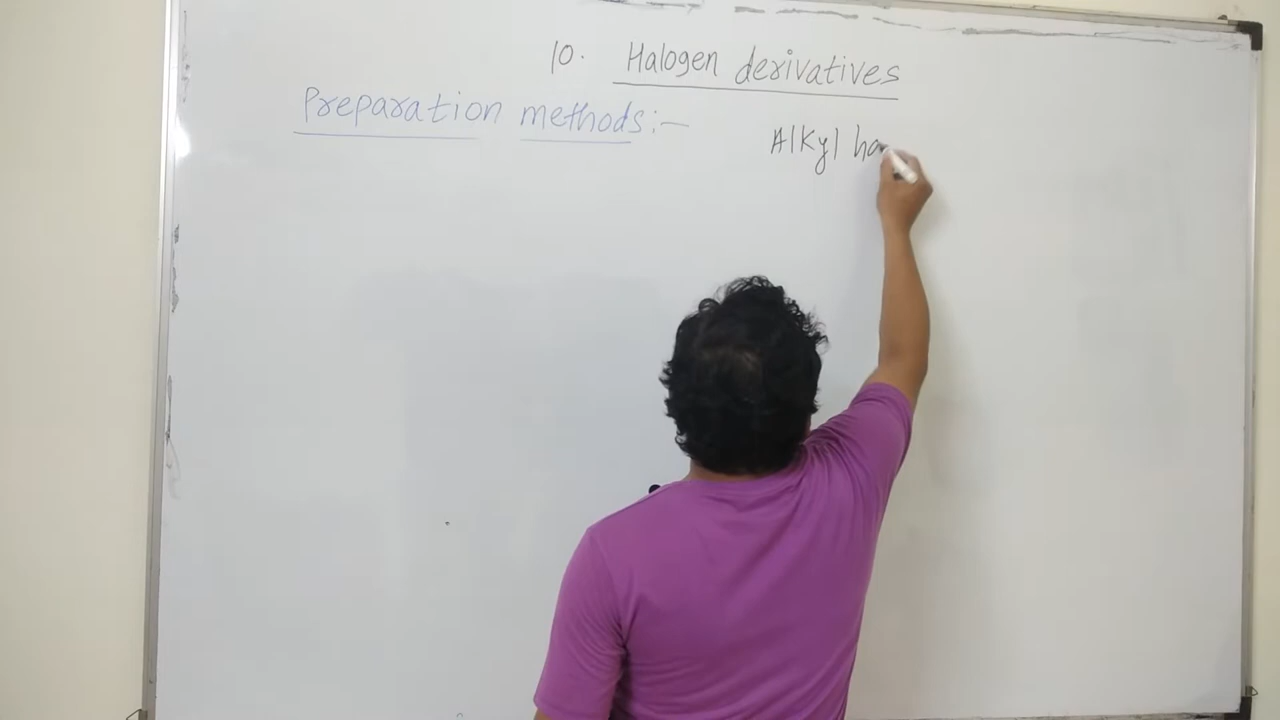 10. Halogen derivatives
Preparation methods:-
Alkyl ha